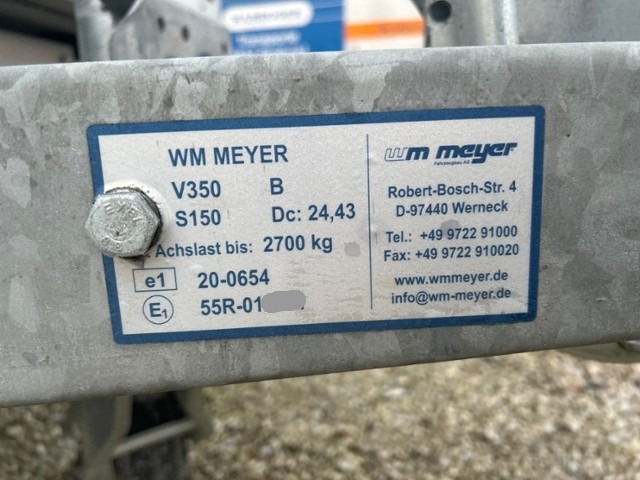 WM MEYER
V350 B
S150 Dc: 24,43
Achslast bis: 2700 kg
e1 20-0654
E1 55R-01
wm meyer
Fahrzeugbau AG
Robert-Bosch-Str. 4
D-97440 Werneck
Tel.: +49 9722 91000
Fax: +49 9722 910020
www.wmmeyer.de
info@wm-meyer.de